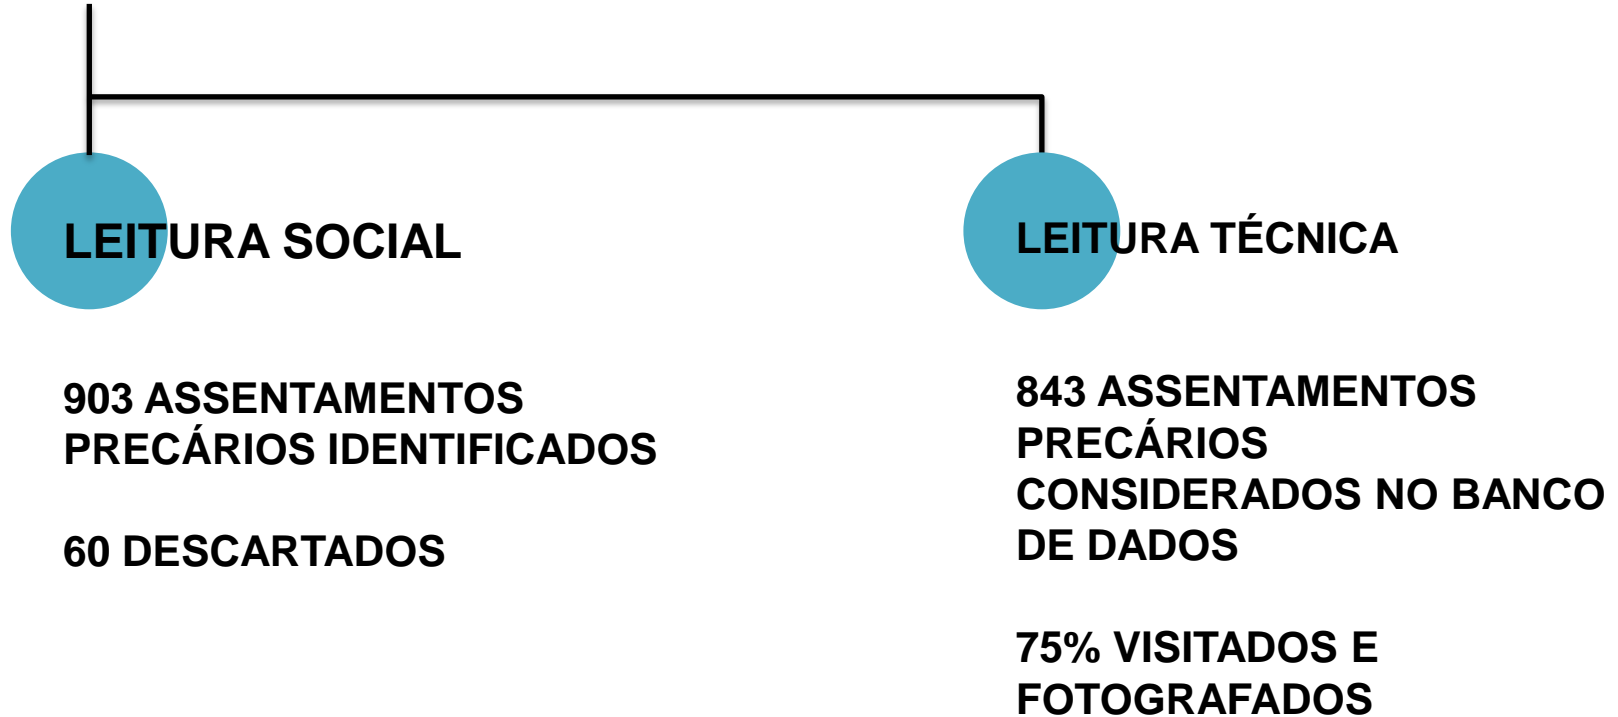 LEITURA SOCIAL
903 ASSENTAMENTOS
PRECÁRIOS IDENTIFICADOS
60 DESCARTADOS
LEITURA TÉCNICA
843 ASSENTAMENTOS
PRECÁRIOS
CONSIDERADOS NO BANCO
DE DADOS
75% VISITADOS E
FOTOGRAFADOS